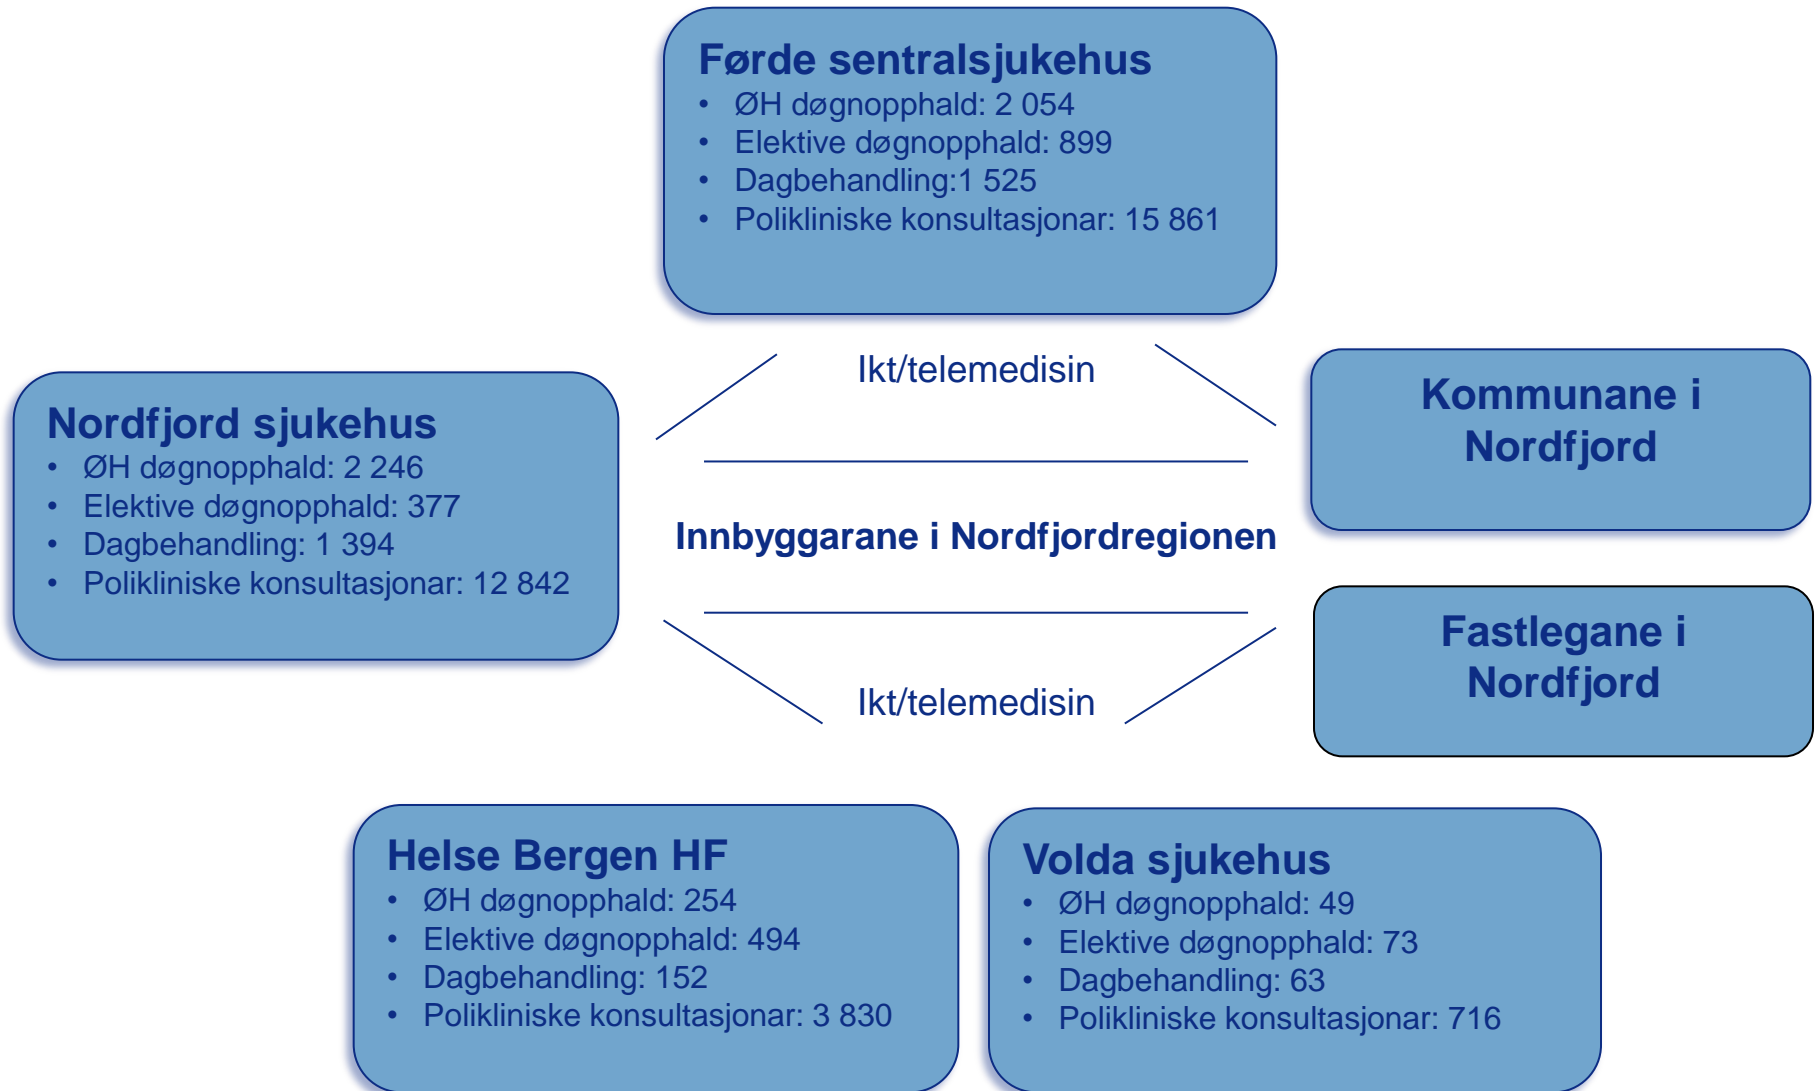 Førde sentralsjukehus
• ØH døgnopphald: 2 054
• Elektive døgnopphald: 899
• Dagbehandling:1 525
• Polikliniske konsultasjonar: 15 861
Ikt/telemedisin
Kommunane i
Nordfjord
Nordfjord sjukehus
• ØH døgnopphald: 2 246
• Elektive døgnopphald: 377
• Dagbehandling: 1 394
• Polikliniske konsultasjonar: 12 842
Innbyggarane i Nordfjordregionen
Fastlegane i
Nordfjord
Ikt/telemedisin
Helse Bergen HF
• ØH døgnopphald: 254
• Elektive døgnopphald: 494
• Dagbehandling: 152
• Polikliniske konsultasjonar: 3 830
Volda sjukehus
• ØH døgnopphald: 49
• Elektive døgnopphald: 73
• Dagbehandling: 63
• Polikliniske konsultasjonar: 716